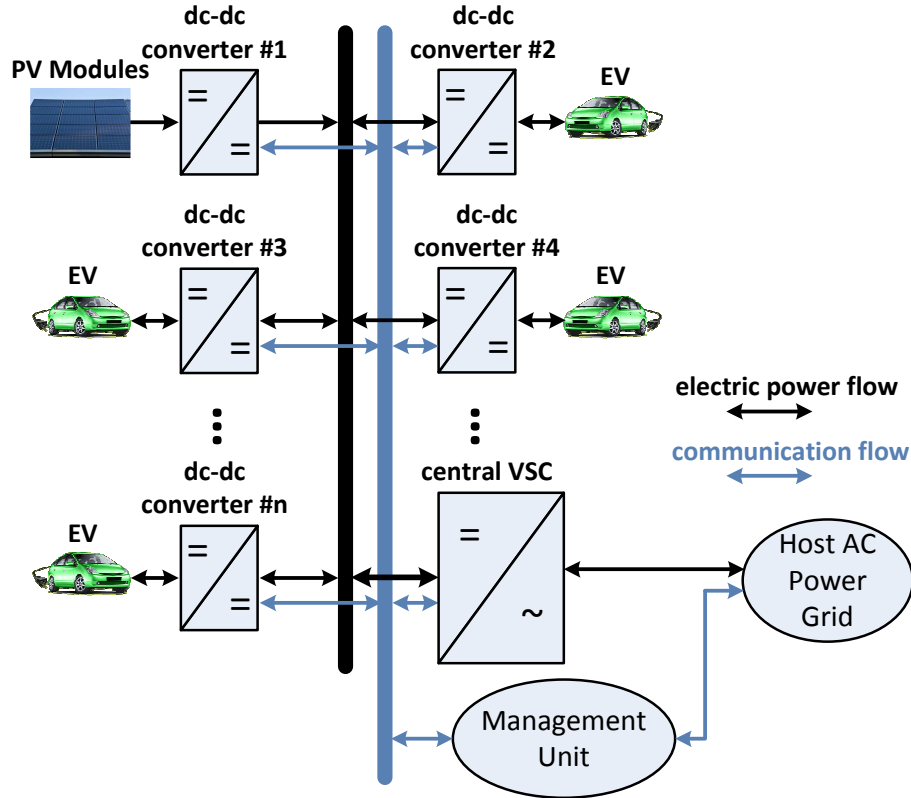 dc-dc
converter #1
dc-dc
converter #2
PV Modules
EV
=
=
=
=
dc-dc
converter #3
dc-dc
converter #4
EV
EV
=
=
=
=
electric power flow
communication flow
dc-dc
converter #n
central VSC
EV
=
=
=
~
Host AC
Power
Grid
Management
Unit